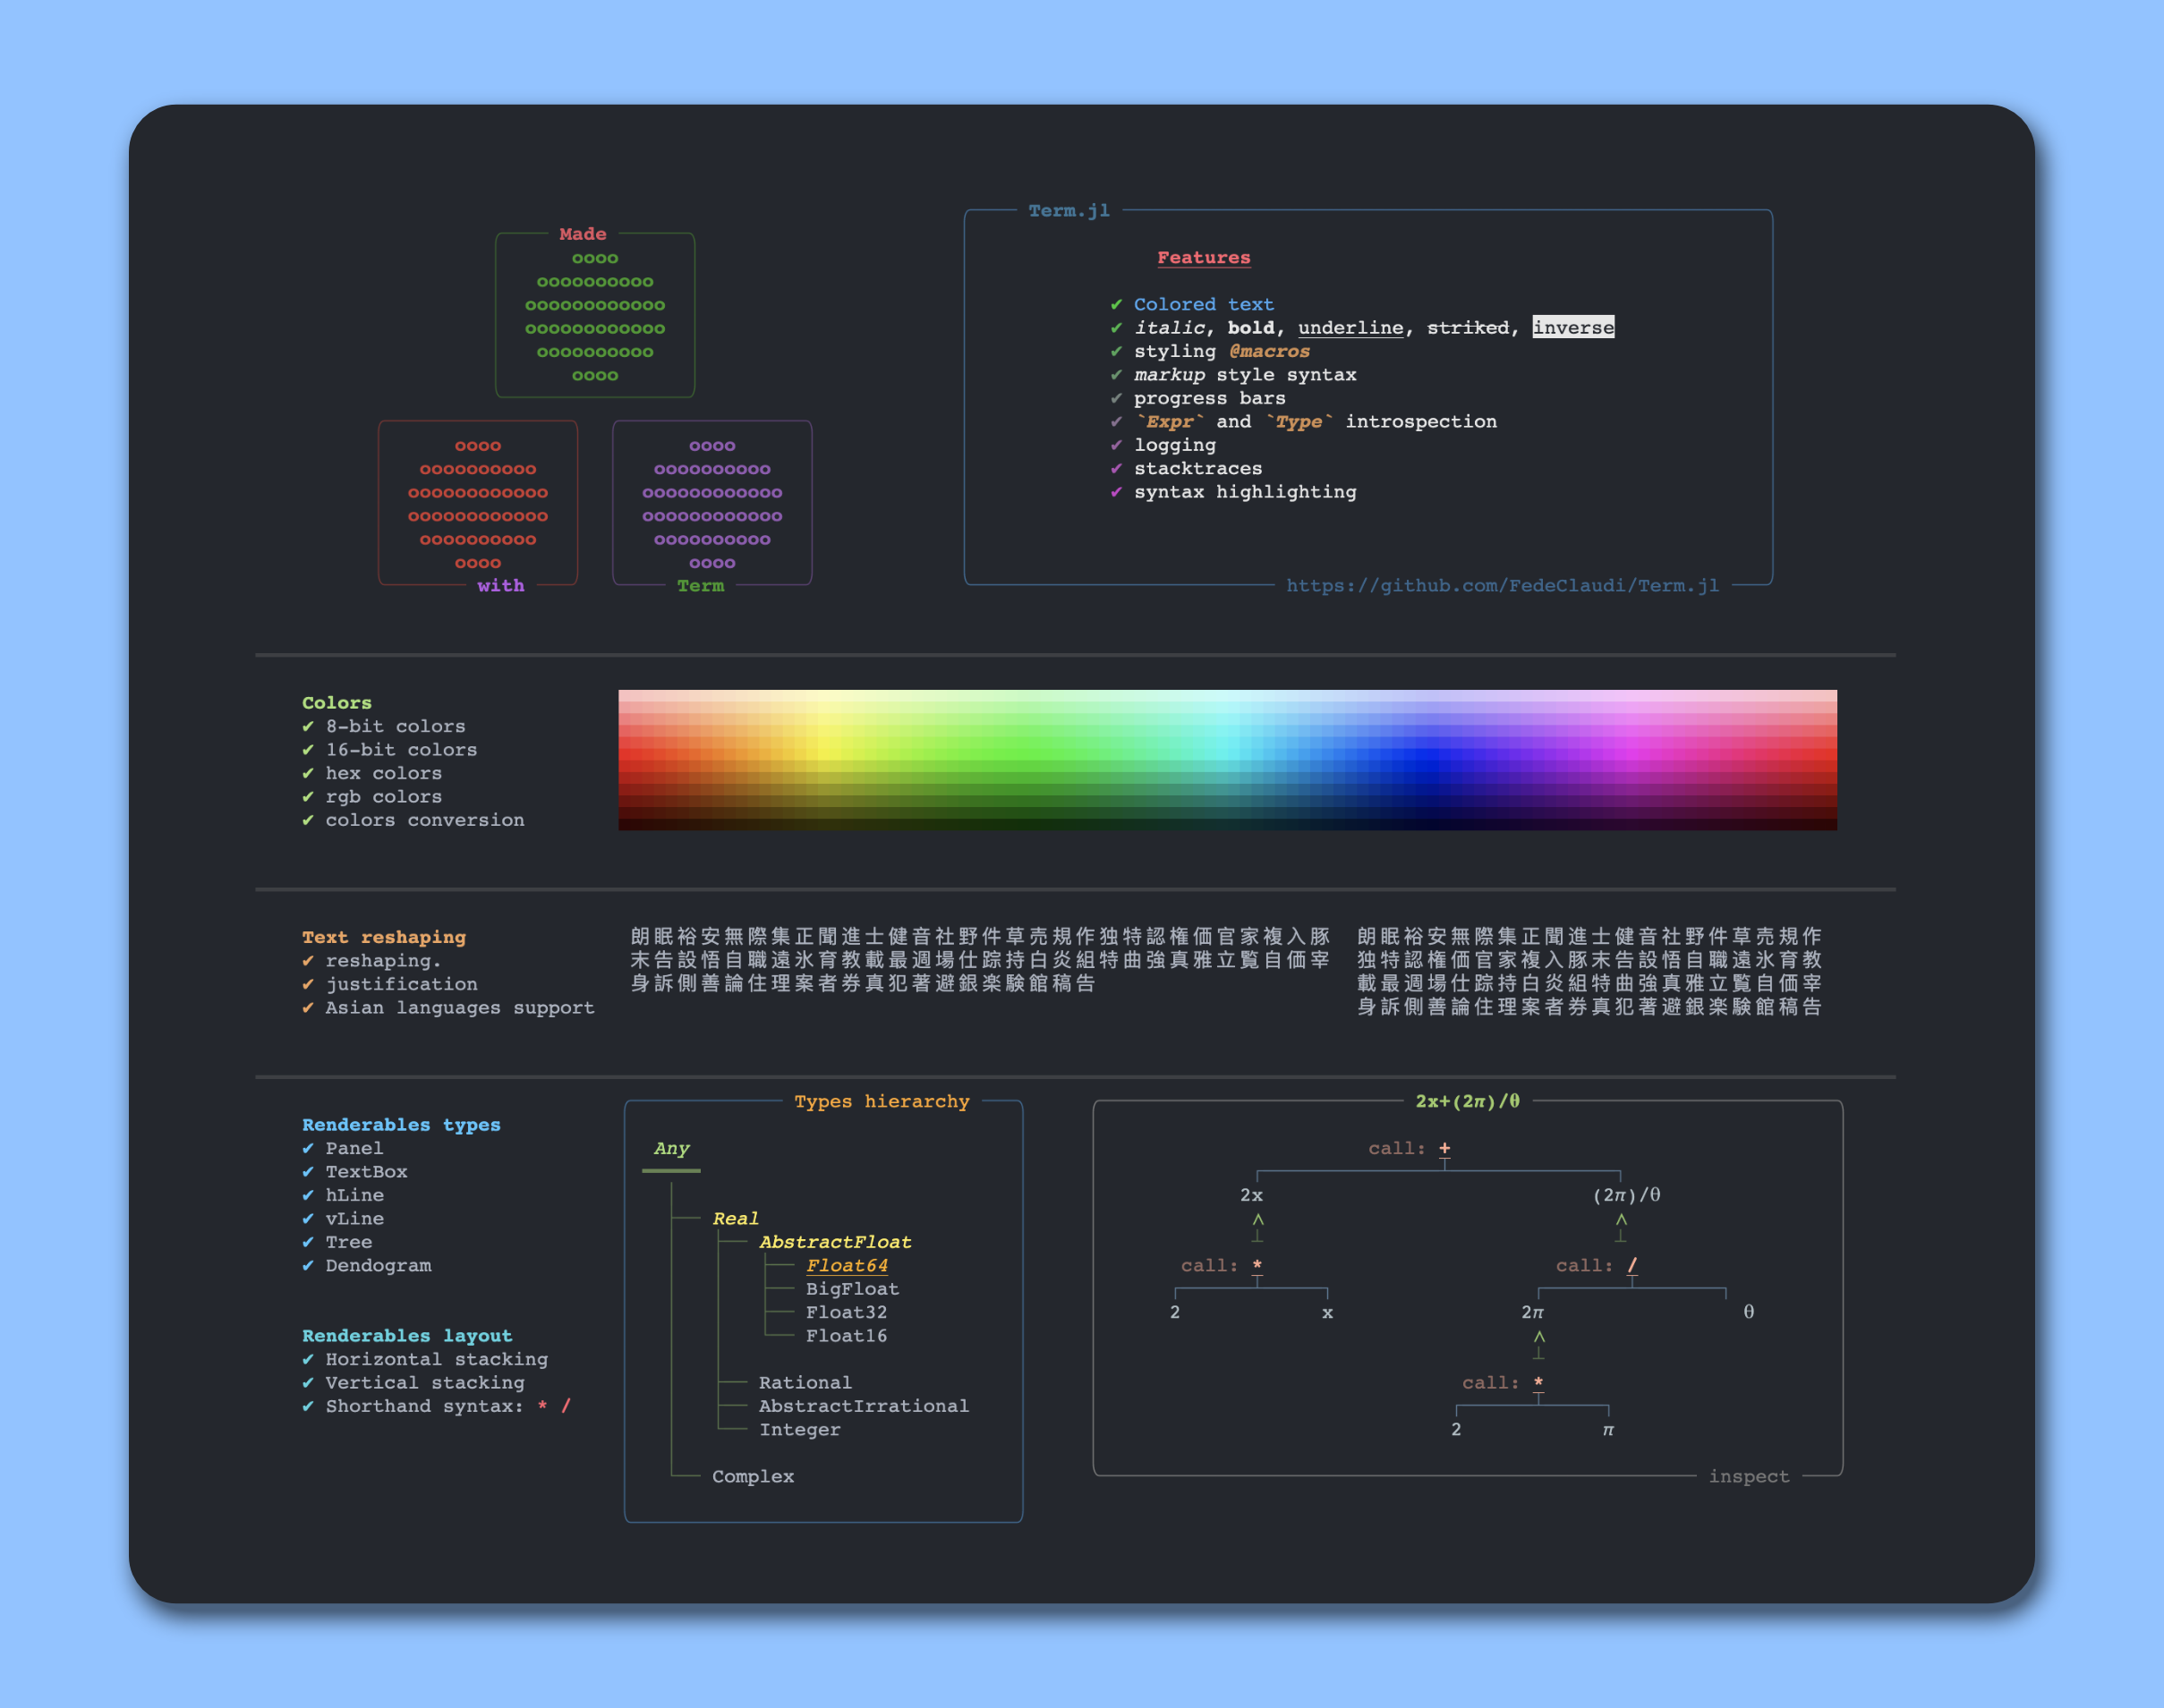 Made
oooo
oooooooooo
oooooooooooo
oooooooooooo
oooooooooo
oooo
oooo
oooooooooo
oooooooooooo
oooooooooooo
oooooooooo
oooo
with
oooo
oooooooooo
oooooooooooo
oooooooooooo
oooooooooo
oooo
Term
Term.jl
Features
✔ Colored text
✔ italic, bold, underline, striked, inverse
✔ styling @macros
✔ markup style syntax
✔ progress bars
✔ `Expr` and `Type` introspection
✔ logging
✔ stacktraces
✔ syntax highlighting
https://github.com/FedeClaudi/Term.jl
Colors
✔ 8-bit colors
✔ 16-bit colors
✔ hex colors
✔ rgb colors
✔ colors conversion
Text reshaping
✔ reshaping.
✔ justification
✔ Asian languages support
朗眠裕安無際集正聞進士健音社野件草売規作独特認権価官家複入豚
末告設悟自職遠氷育教載最週場仕踪持白炎組特曲強真雅立覧自価宰
身訴側善論住理案者券真犯著避銀楽験館稿告
朗眠裕安無際集正聞進士健音社野件草売規作
独特認権価官家複入豚末告設悟自職遠氷育教
載最週場仕踪持白炎組特曲強真雅立覧自価宰
身訴側善論住理案者券真犯著避銀楽験館稿告
Renderables types
✔ Panel
✔ TextBox
✔ hLine
✔ vLine
✔ Tree
✔ Dendogram
Renderables layout
✔ Horizontal stacking
✔ Vertical stacking
✔ Shorthand syntax: * /
Types hierarchy
Any
Real
AbstractFloat
Float64
BigFloat
Float32
Float16
Rational
AbstractIrrational
Integer
Complex
2x+(2π)/θ
call: +
2x (2π)/θ
call: * call: /
2 x 2π θ
call: *
2 π
inspect